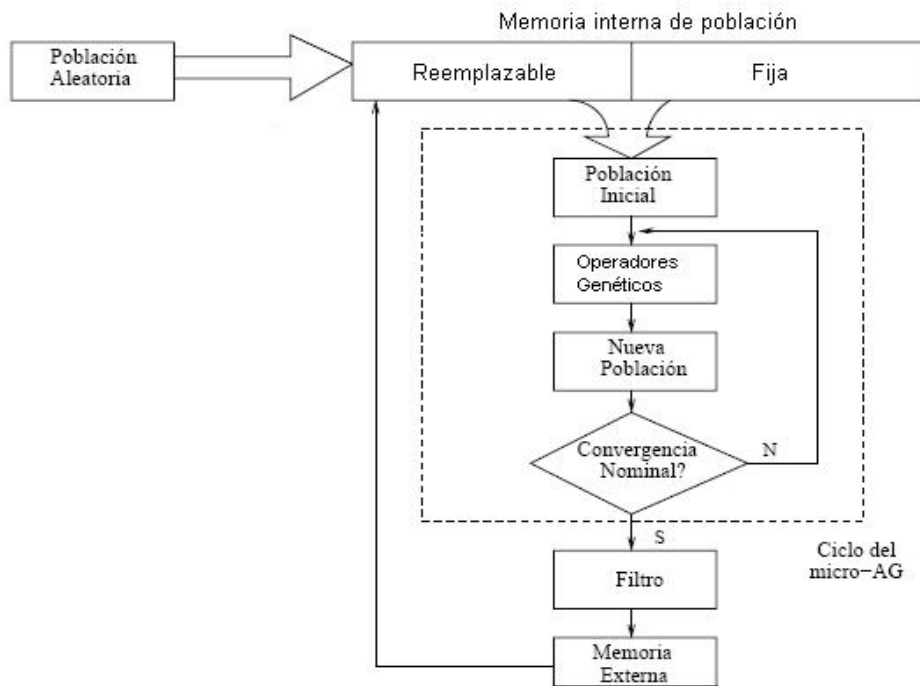 Memoria interna de población
Población
Aleatoria
Reemplazable
Fija
Población
Inicial
Operadores
Genéticos
Nueva
Población
Convergencia
Nominal?
N
S
Ciclo del
micro-AG
Filtro
Memoria
Externa